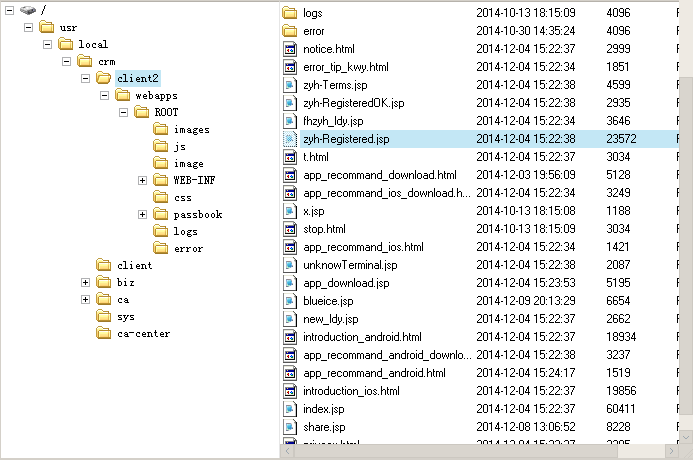 /
usr
local
crm
client2
webapps
ROOT
images
js
image
WEB-INF
css
passbook
logs
error
client
biz
ca
sys
ca-center
logs 2014-10-13 18:15:09 4096
error 2014-10-30 14:35:24 4096
notice.html 2014-12-04 15:22:37 2999
error_tip_kwy.html 2014-12-04 15:22:34 1851
zyh-Terms.jsp 2014-12-04 15:22:38 4599
zyh-RegisteredOK.jsp 2014-12-04 15:22:38 2935
fhzyh_ldy.jsp 2014-12-04 15:22:34 3646
zyh-Registered.jsp 2014-12-04 15:22:38 23572
t.html 2014-12-04 15:22:37 3034
app_recommand_download.html 2014-12-03 19:56:09 5128
app_recommand_ios_download.h... 2014-12-04 15:22:34 3249
x.jsp 2014-10-13 18:15:08 1188
stop.html 2014-10-13 18:15:09 3034
app_recommand_ios.html 2014-12-04 15:22:34 1421
unknowTerminal.jsp 2014-12-04 15:22:38 2087
app_download.jsp 2014-12-04 15:23:53 5195
blueice.jsp 2014-12-09 20:13:29 6654
new_ldy.jsp 2014-12-04 15:22:37 2662
introduction_android.html 2014-12-04 15:22:37 18934
app_recommand_android_downlo... 2014-12-04 15:22:38 3237
app_recommand_android.html 2014-12-04 15:24:17 1519
introduction_ios.html 2014-12-04 15:22:37 19856
index.jsp 2014-12-04 15:22:37 60411
share.jsp 2014-12-08 13:06:52 8228